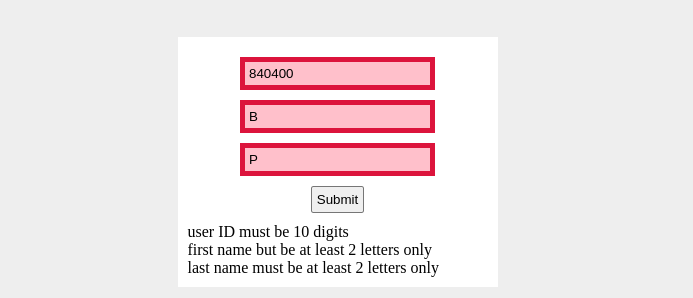 840400
B
P
Submit
user ID must be 10 digits
first name but be at least 2 letters only
last name must be at least 2 letters only